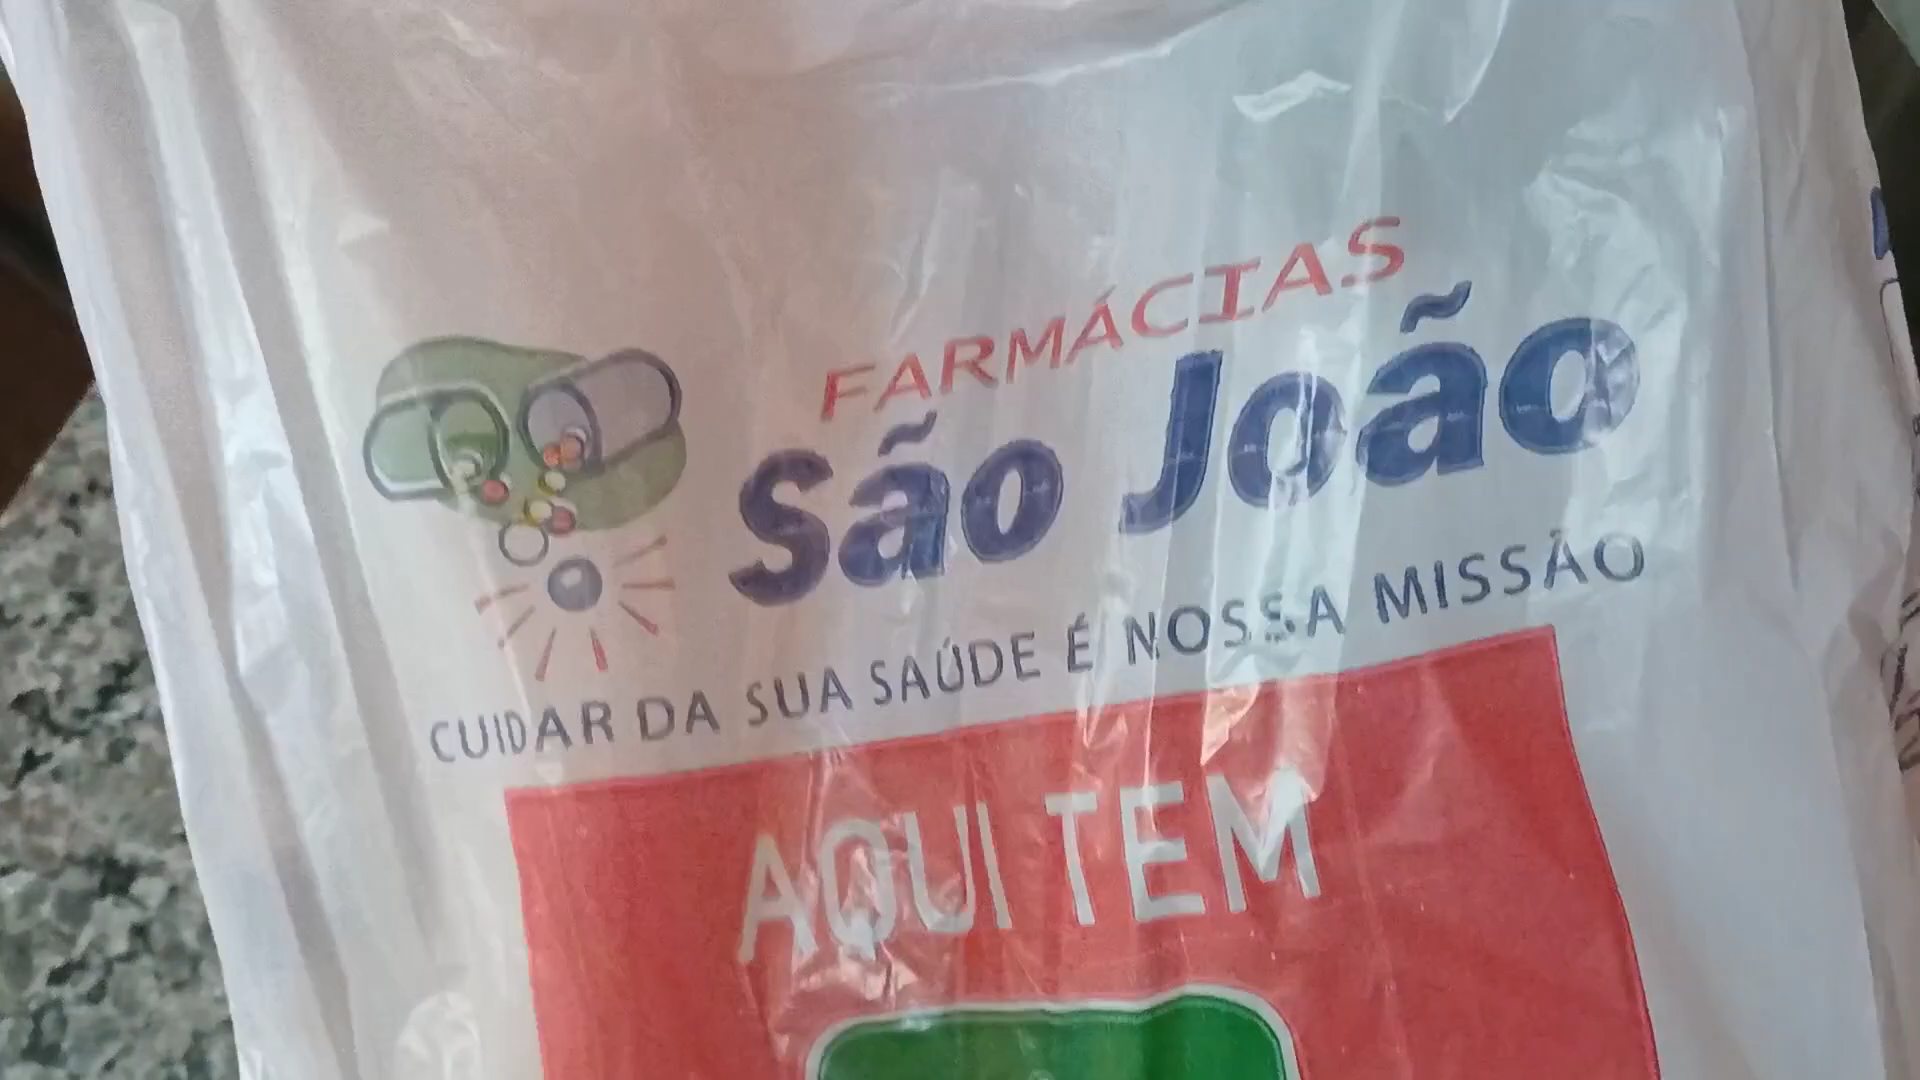 FARMÁCIAS
São João
CUIDAR DA SUA SAÚDE É NOSSA MISSÃO
AQUI TEM